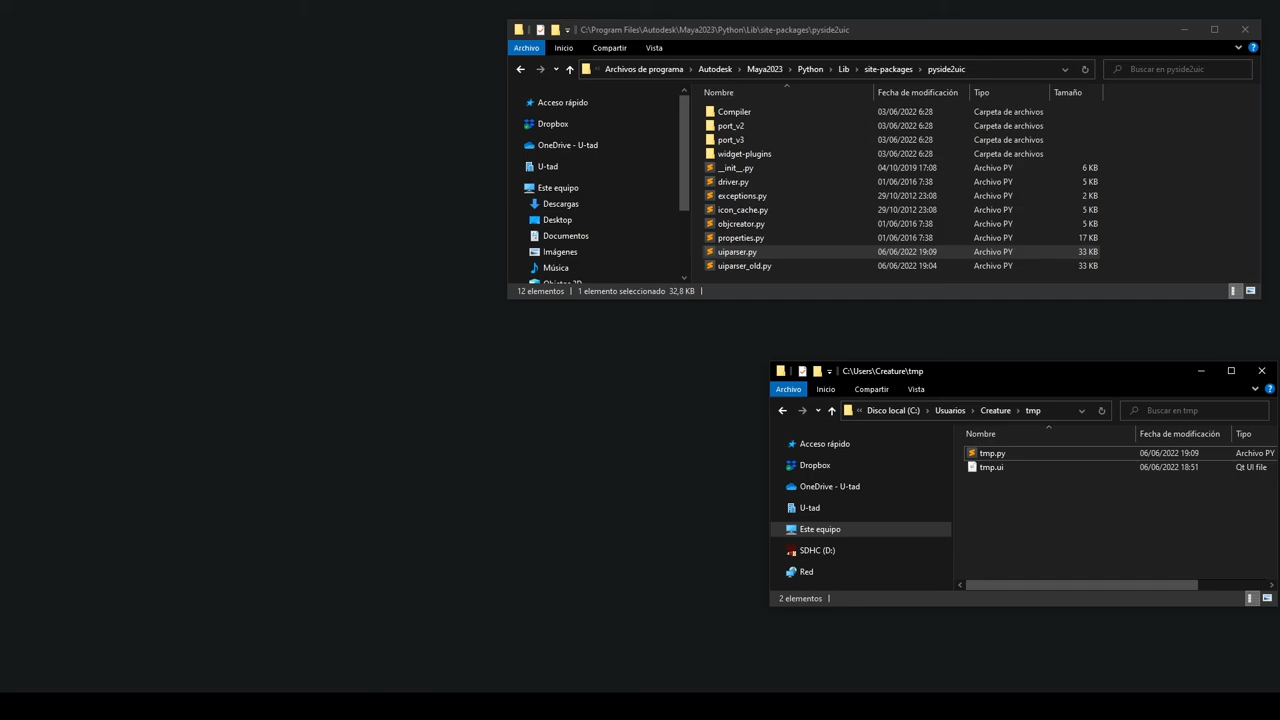 C:\Program Files\Autodesk\Maya2023\Python\Lib\site-packages\pyside2uic
Archivo Inicio Compartir Vista
Archivos de programa Autodesk Maya2023 Python Lib site-packages pyside2uic Buscar en pyside2uic
Nombre Fecha de modificación Tipo Tamaño
Acceso rápido
Dropbox
OneDrive - U-tad
U-tad
Este equipo
Descargas
Desktop
Documentos
Imágenes
Música
Objetos 3D
Compiler 03/06/2022 6:28 Carpeta de archivos
port_v2 03/06/2022 6:28 Carpeta de archivos
port_v3 03/06/2022 6:28 Carpeta de archivos
widget-plugins 03/06/2022 6:28 Carpeta de archivos
__init__.py 04/10/2019 17:08 Archivo PY 6 KB
driver.py 01/06/2016 7:38 Archivo PY 5 KB
exceptions.py 29/10/2012 23:08 Archivo PY 2 KB
icon_cache.py 29/10/2012 23:08 Archivo PY 5 KB
objcreator.py 01/06/2016 7:38 Archivo PY 5 KB
properties.py 01/06/2016 7:38 Archivo PY 17 KB
uiparser.py 06/06/2022 19:09 Archivo PY 33 KB
uiparser_old.py 06/06/2022 19:04 Archivo PY 33 KB
12 elementos 1 elemento seleccionado 32,8 KB
C:\Users\Creature\tmp
Archivo Inicio Compartir Vista
Disco local (C:) Usuarios Creature tmp Buscar en tmp
Nombre Fecha de modificación Tipo
Acceso rápido
Dropbox
OneDrive - U-tad
U-tad
Este equipo
SDHC (D:)
Red
tmp.py 06/06/2022 19:09 Archivo PY
tmp.ui 06/06/2022 18:51 Qt UI file
2 elementos